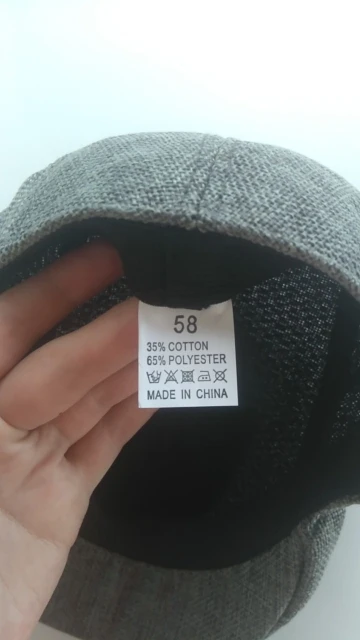 58
35% COTTON
65% POLYESTER
MADE IN CHINA